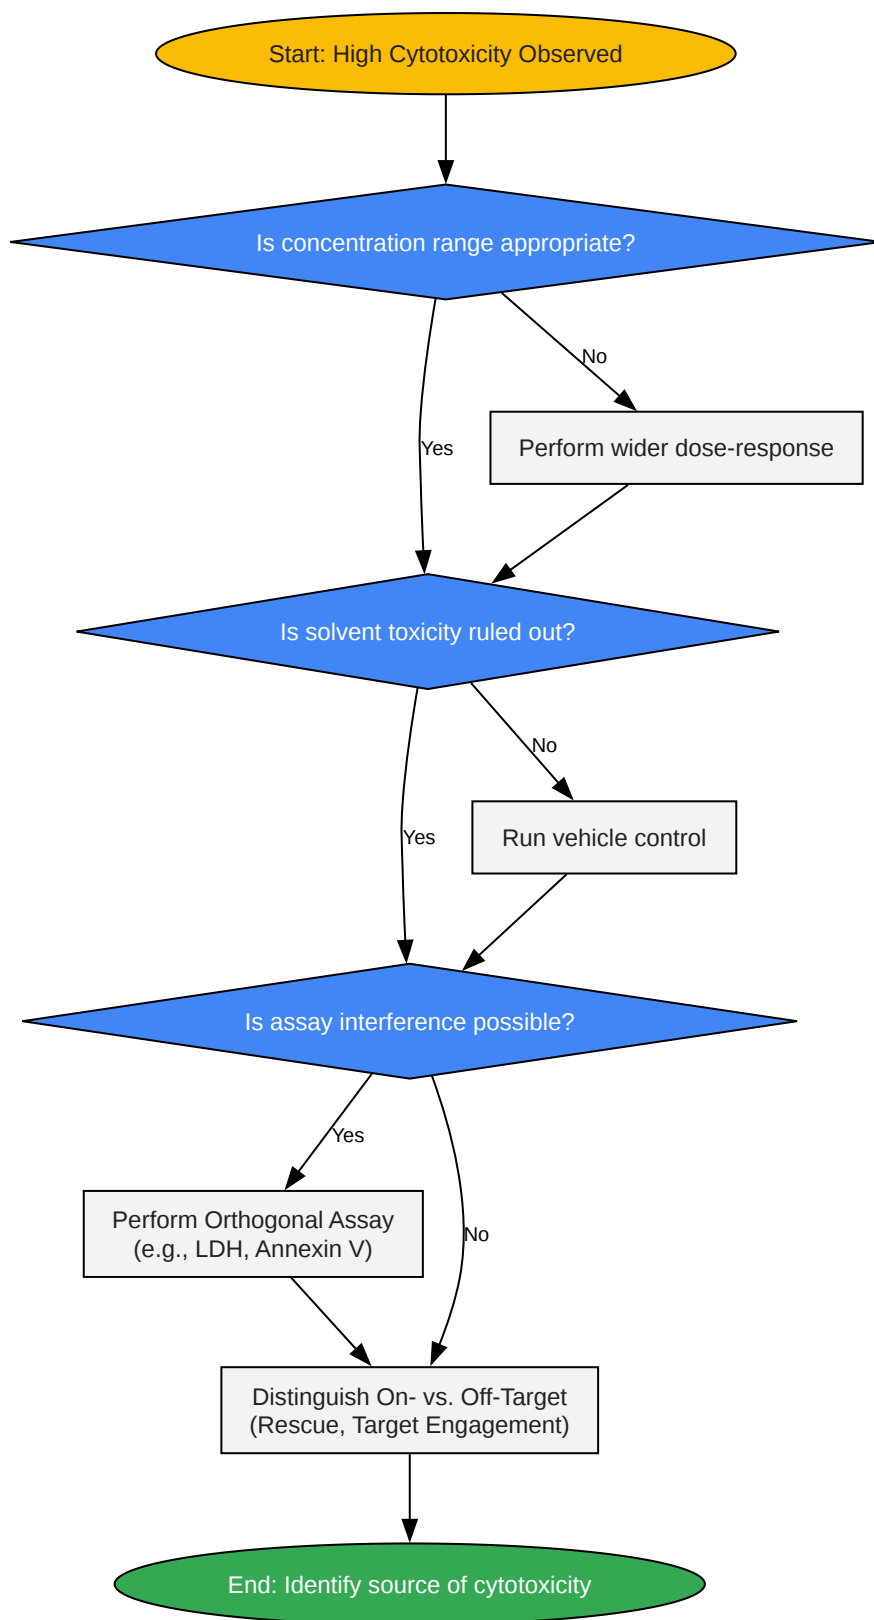 Start: High Cytotoxicity Observed
Is concentration range appropriate?
No
Yes
Perform wider dose-response
Is solvent toxicity ruled out?
No
Yes
Run vehicle control
Is assay interference possible?
Yes
Perform Orthogonal Assay
(e.g., LDH, Annexin V)
No
Distinguish On- vs. Off-Target
(Rescue, Target Engagement)
End: Identify source of cytotoxicity